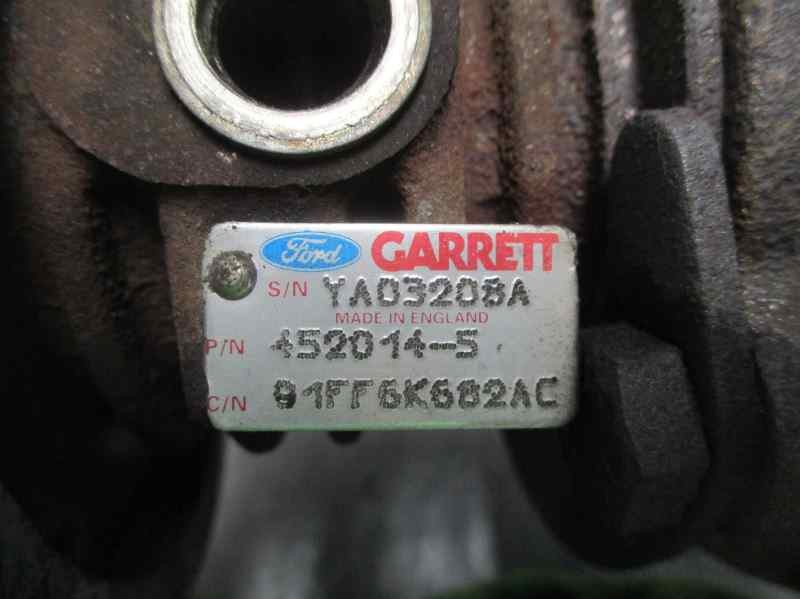 Ford GARRETT
S/N YA03208A
MADE IN ENGLAND
P/N 452014-5
C/N 91FF6K682AC